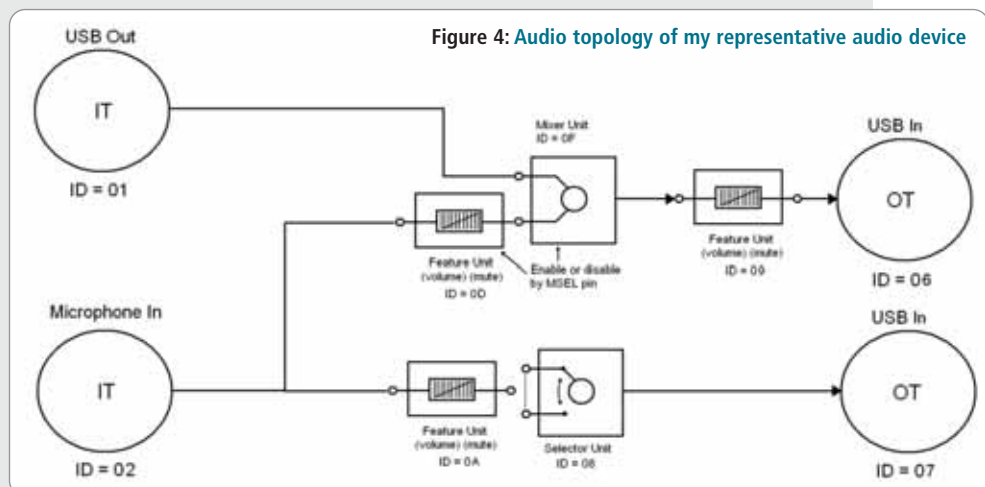 Figure 4: Audio topology of my representative audio device
USB Out
IT
ID = 01
Mixer Unit
ID = 0F
USB In
OT
ID = 06
Feature Unit
(volume) (mute)
ID = 0D
Enable or disable
by MSEL pin
Feature Unit
(volume) (mute)
ID = 09
Microphone In
IT
ID = 02
Feature Unit
(volume) (mute)
ID = 0A
Selector Unit
ID = 08
USB In
OT
ID = 07